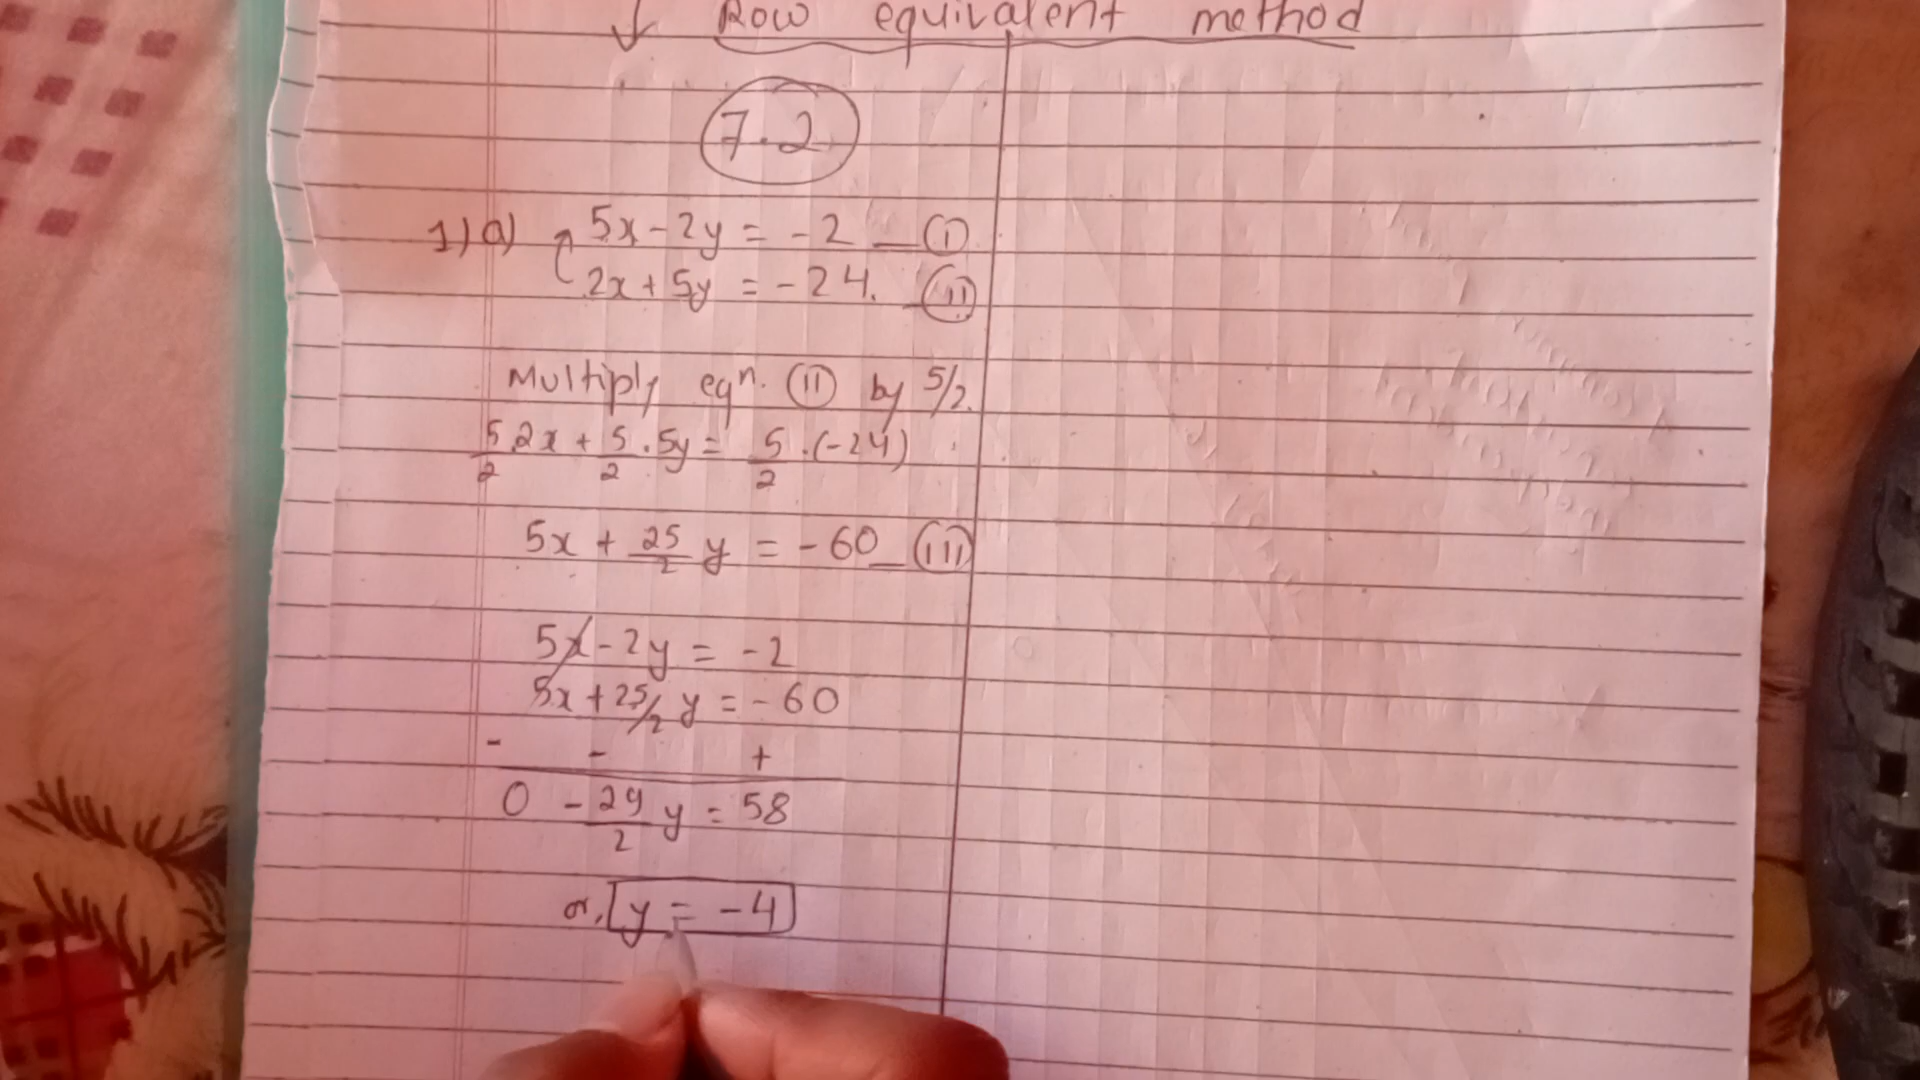 Row equivalent method
7.2
1) a) 5x - 2y = -2 __ (i)
2x + 5y = -24. __ (ii)
Multiply eqn. (ii) by 5/2.
5/2 . 2x + 5/2 . 5y = 5/2 . (-24)
5x + 25/2 y = -60 __ (iii)
5x - 2y = -2
5x + 25/2 y = -60
- - +
0 - 29/2 y = 58
or, y = -4